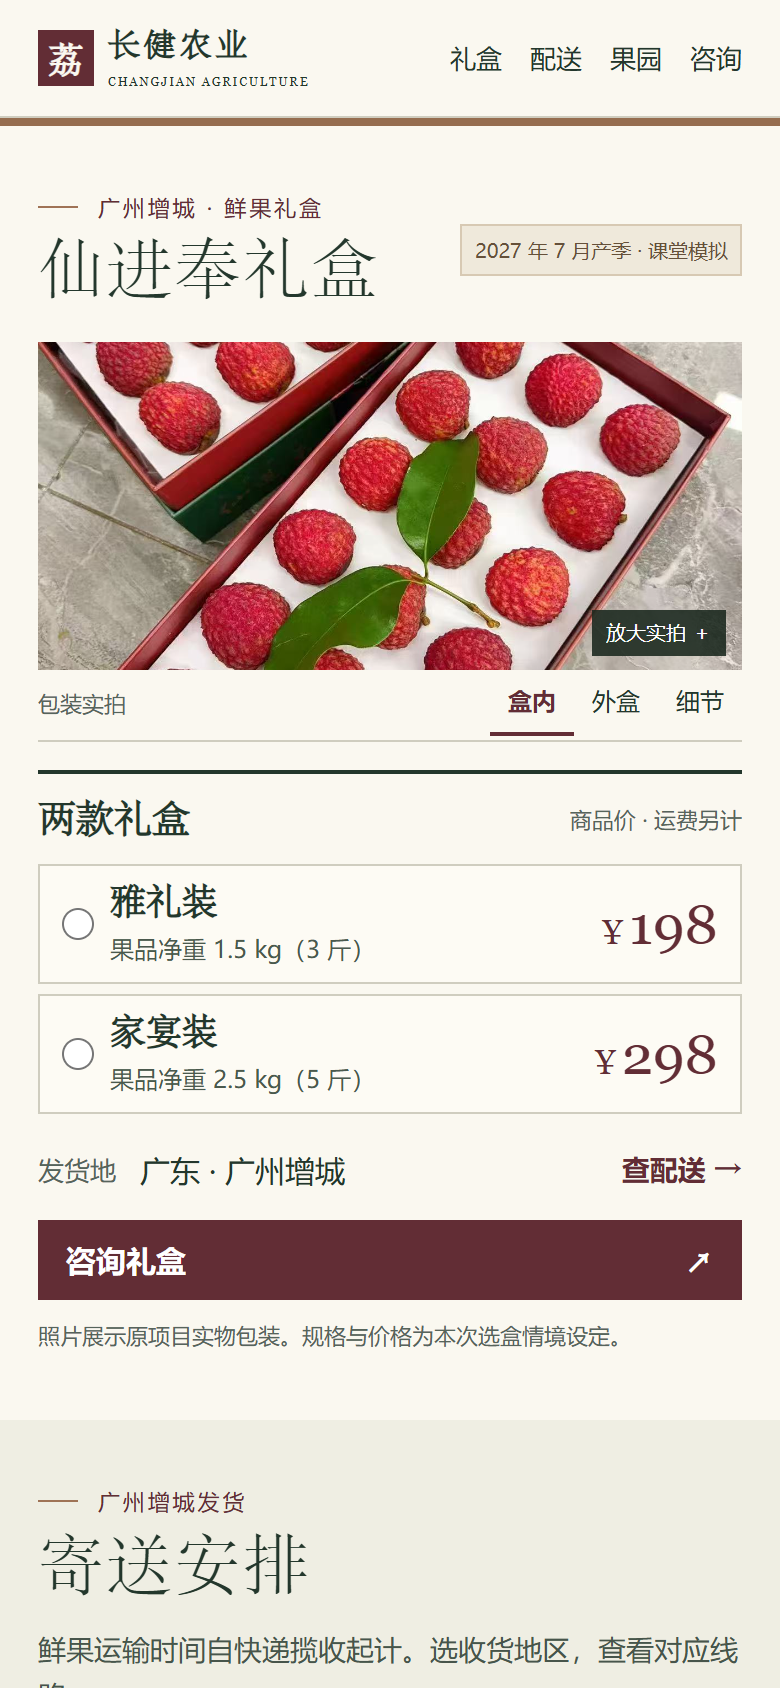 荔
长健农业
CHANGJIAN AGRICULTURE
礼盒 配送 果园 咨询
广州增城 · 鲜果礼盒
仙进奉礼盒
2027 年 7 月产季 · 课堂模拟
放大实拍 +
包装实拍
盒内 外盒 细节
两款礼盒
商品价 · 运费另计
雅礼装
果品净重 1.5 kg（3 斤）
¥198
家宴装
果品净重 2.5 kg（5 斤）
¥298
发货地 广东 · 广州增城
查配送 →
咨询礼盒 ↗
照片展示原项目实物包装。规格与价格为本次选盒情境设定。
广州增城发货
寄送安排
鲜果运输时间自快递揽收起计。选收货地区，查看对应线